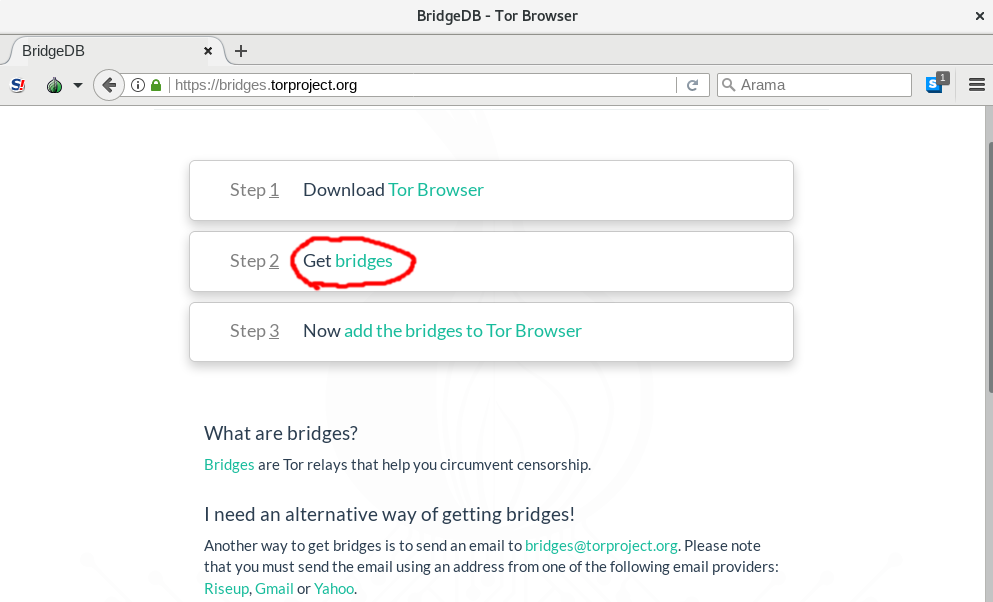 BridgeDB - Tor Browser
BridgeDB
https://bridges.torproject.org
Arama
S 1
Step 1 Download Tor Browser
Step 2 Get bridges
Step 3 Now add the bridges to Tor Browser
What are bridges?
Bridges are Tor relays that help you circumvent censorship.
I need an alternative way of getting bridges!
Another way to get bridges is to send an email to bridges@torproject.org. Please note
that you must send the email using an address from one of the following email providers:
Riseup, Gmail or Yahoo.